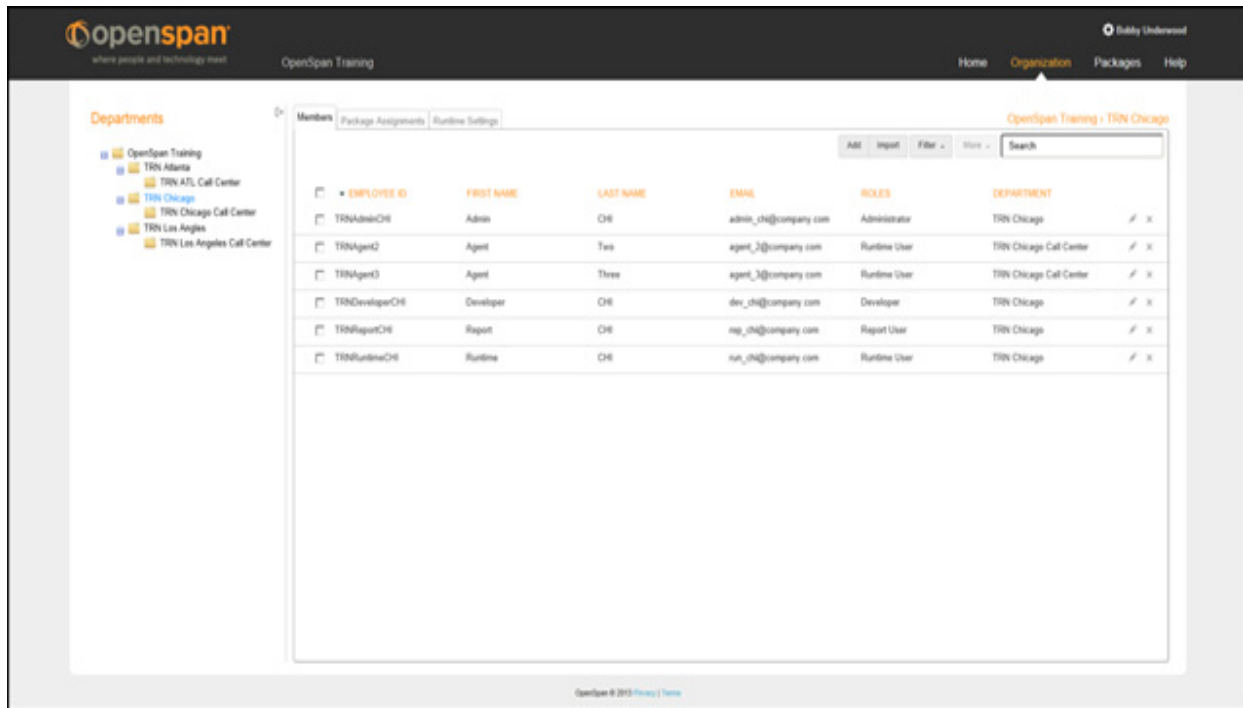 openspan
where people and technology meet
OpenSpan Training
Bobby Underwood
Home Organization Packages Help
Departments
OpenSpan Training
TRN Atlanta
TRN ATL Call Center
TRN Chicago
TRN Chicago Call Center
TRN Los Angles
TRN Los Angeles Call Center
Members Package Assignments Runtime Settings
OpenSpan Training › TRN Chicago
Add Import Filter More Search
EMPLOYEE ID FIRST NAME LAST NAME EMAIL ROLES DEPARTMENT
TRNAdminCHI Admin CHI admin_chi@company.com Administrator TRN Chicago
TRNAgent2 Agent Two agent_2@company.com Runtime User TRN Chicago Call Center
TRNAgent3 Agent Three agent_3@company.com Runtime User TRN Chicago Call Center
TRNDeveloperCHI Developer CHI dev_chi@company.com Developer TRN Chicago
TRNReportCHI Report CHI rep_chi@company.com Report User TRN Chicago
TRNRuntimeCHI Runtime CHI run_chi@company.com Runtime User TRN Chicago
OpenSpan © 2013 Privacy | Terms